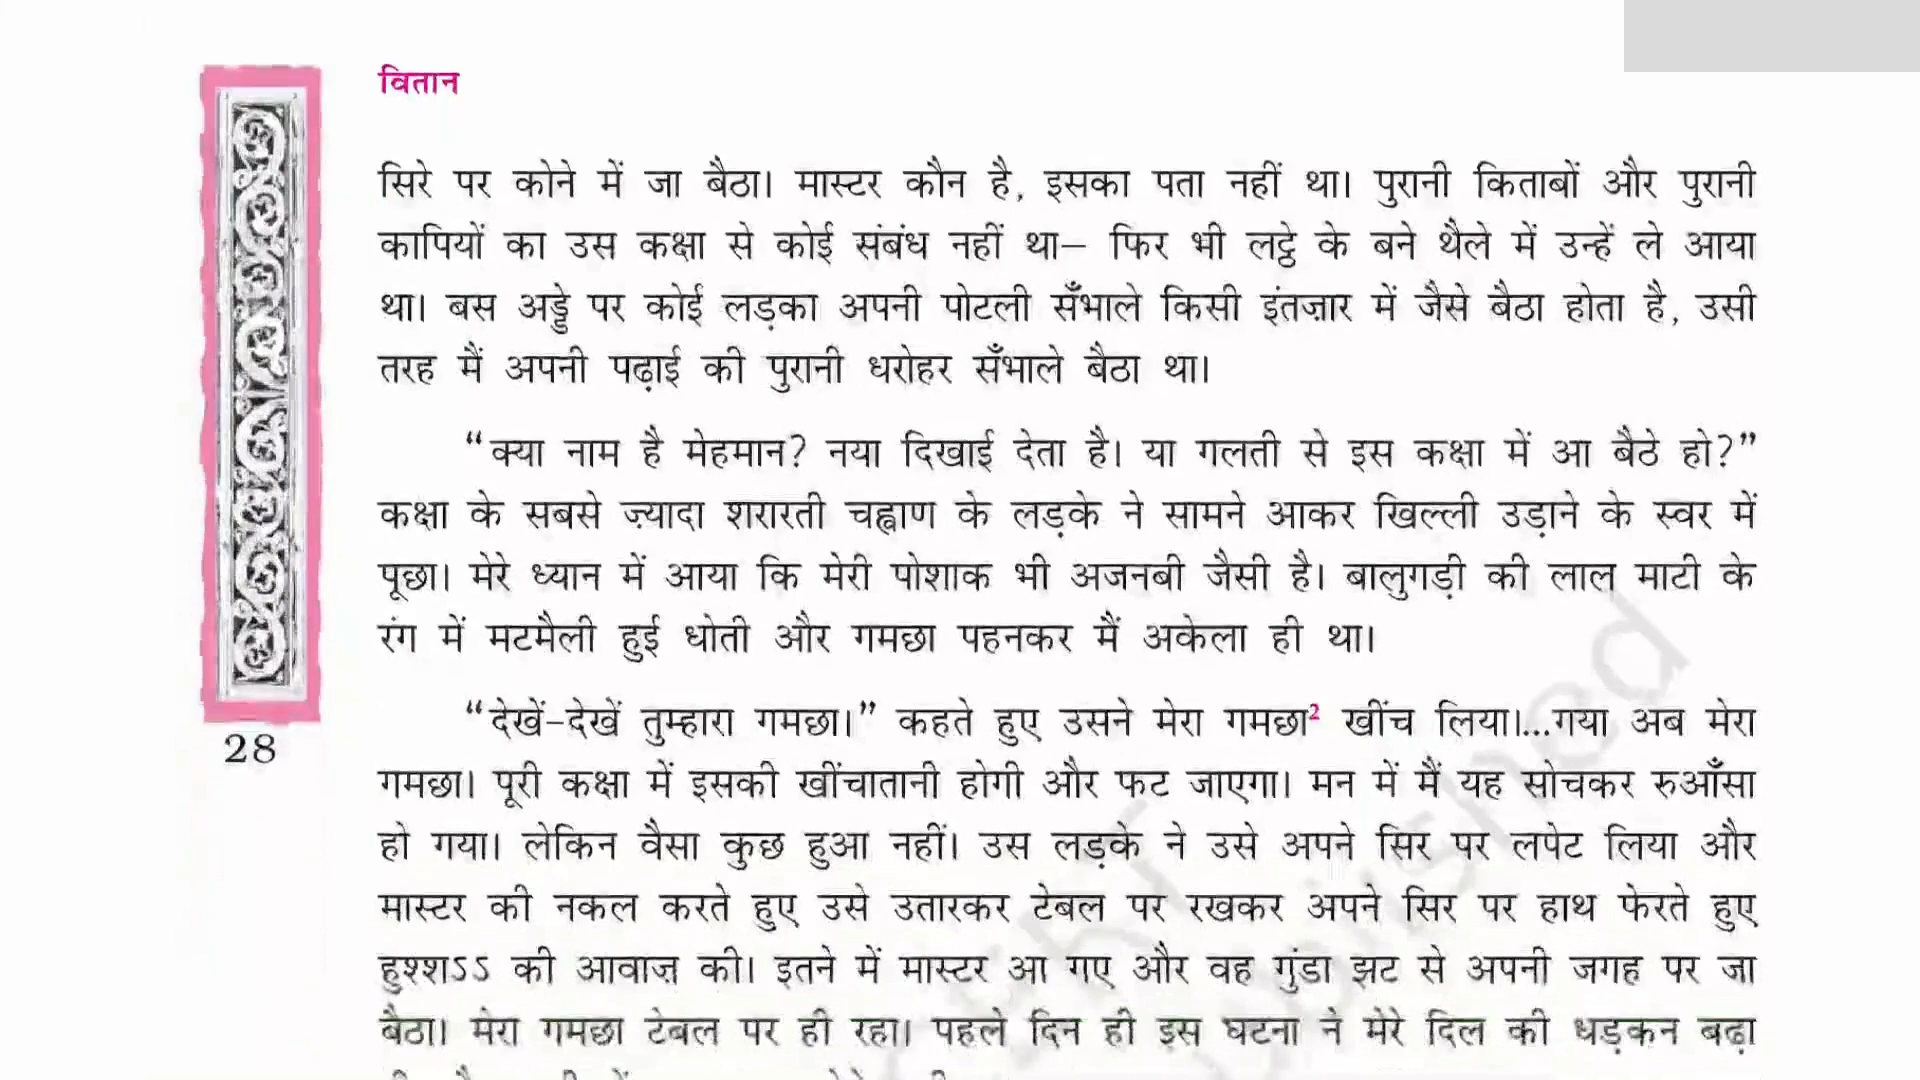 वितान
सिरे पर कोने में जा बैठा। मास्टर कौन है, इसका पता नहीं था। पुरानी किताबों और पुरानी
कापियों का उस कक्षा से कोई संबंध नहीं था– फिर भी लट्ठे के बने थैले में उन्हें ले आया
था। बस अड्डे पर कोई लड़का अपनी पोटली सँभाले किसी इंतज़ार में जैसे बैठा होता है, उसी
तरह मैं अपनी पढ़ाई की पुरानी धरोहर सँभाले बैठा था।
“क्या नाम है मेहमान? नया दिखाई देता है। या गलती से इस कक्षा में आ बैठे हो?”
कक्षा के सबसे ज़्यादा शरारती चह्वाण के लड़के ने सामने आकर खिल्ली उड़ाने के स्वर में
पूछा। मेरे ध्यान में आया कि मेरी पोशाक भी अजनबी जैसी है। बालुगड़ी की लाल माटी के
रंग में मटमैली हुई धोती और गमछा पहनकर मैं अकेला ही था।
“देखें-देखें तुम्हारा गमछा।” कहते हुए उसने मेरा गमछा² खींच लिया।...गया अब मेरा
गमछा। पूरी कक्षा में इसकी खींचातानी होगी और फट जाएगा। मन में मैं यह सोचकर रुआँसा
हो गया। लेकिन वैसा कुछ हुआ नहीं। उस लड़के ने उसे अपने सिर पर लपेट लिया और
मास्टर की नकल करते हुए उसे उतारकर टेबल पर रखकर अपने सिर पर हाथ फेरते हुए
हुश्शऽऽ की आवाज़ की। इतने में मास्टर आ गए और वह गुंडा झट से अपनी जगह पर जा
बैठा। मेरा गमछा टेबल पर ही रहा। पहले दिन ही इस घटना ने मेरे दिल की धड़कन बढ़ा
28